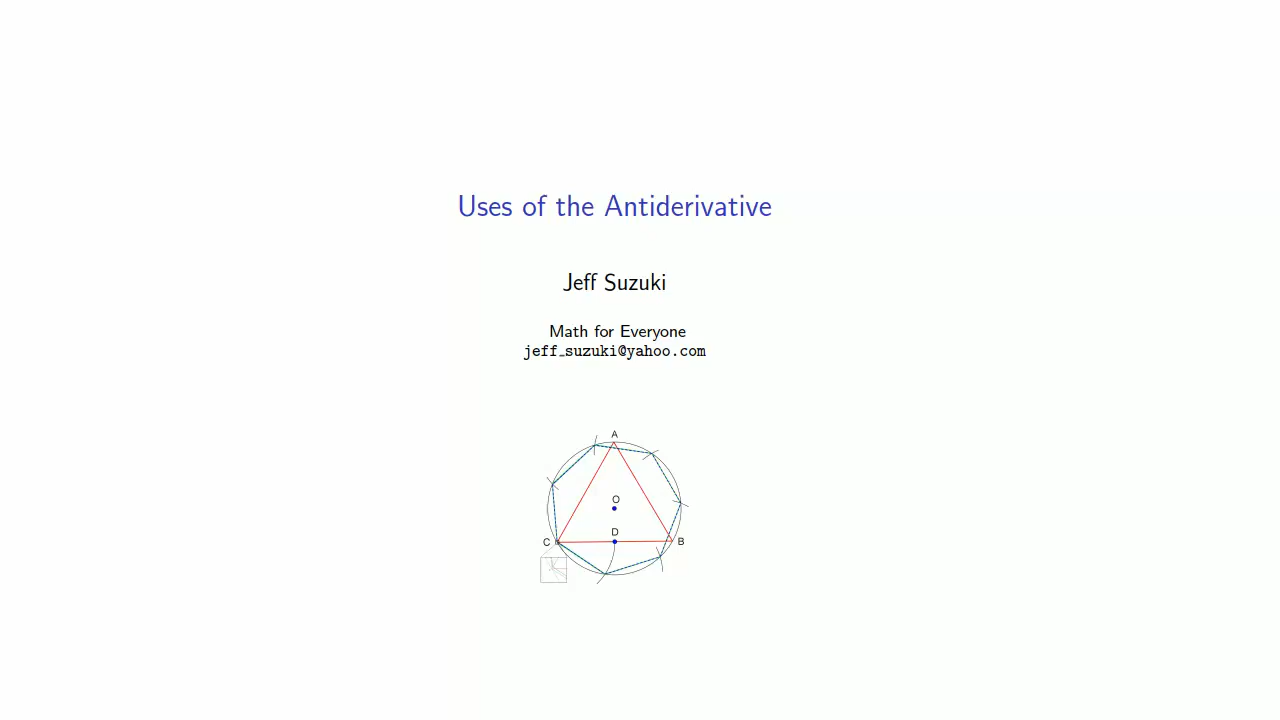 Uses of the Antiderivative
Jeff Suzuki
Math for Everyone
jeff_suzuki@yahoo.com
A
O
D
C
B